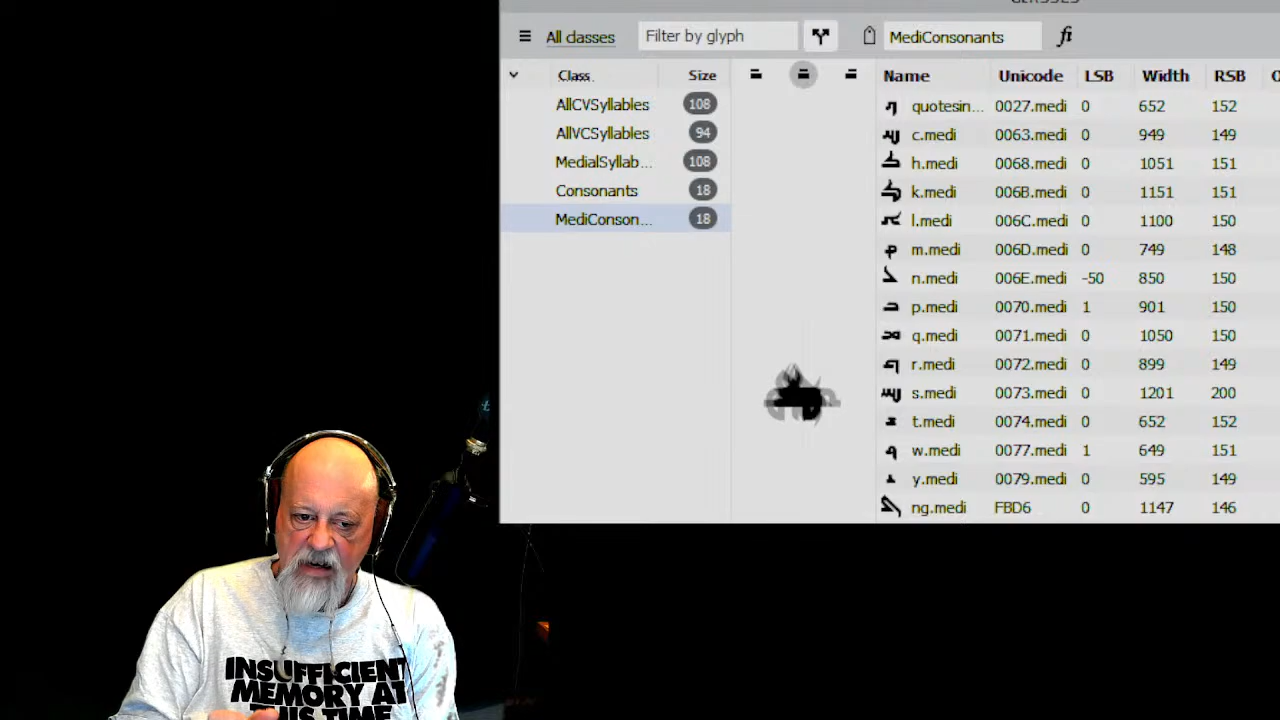 All classes Filter by glyph MediConsonants fi
Class Size Name Unicode LSB Width RSB
AllCVSyllables 108
AllVCSyllables 94
MedialSyllab... 108
Consonants 18
MediConson... 18
quotesin... 0027.medi 0 652 152
c.medi 0063.medi 0 949 149
h.medi 0068.medi 0 1051 151
k.medi 006B.medi 0 1151 151
l.medi 006C.medi 0 1100 150
m.medi 006D.medi 0 749 148
n.medi 006E.medi -50 850 150
p.medi 0070.medi 1 901 150
q.medi 0071.medi 0 1050 150
r.medi 0072.medi 0 899 149
s.medi 0073.medi 0 1201 200
t.medi 0074.medi 0 652 152
w.medi 0077.medi 1 649 151
y.medi 0079.medi 0 595 149
ng.medi FBD6 0 1147 146
INSUFFICIENT
MEMORY AT
THIS TIME